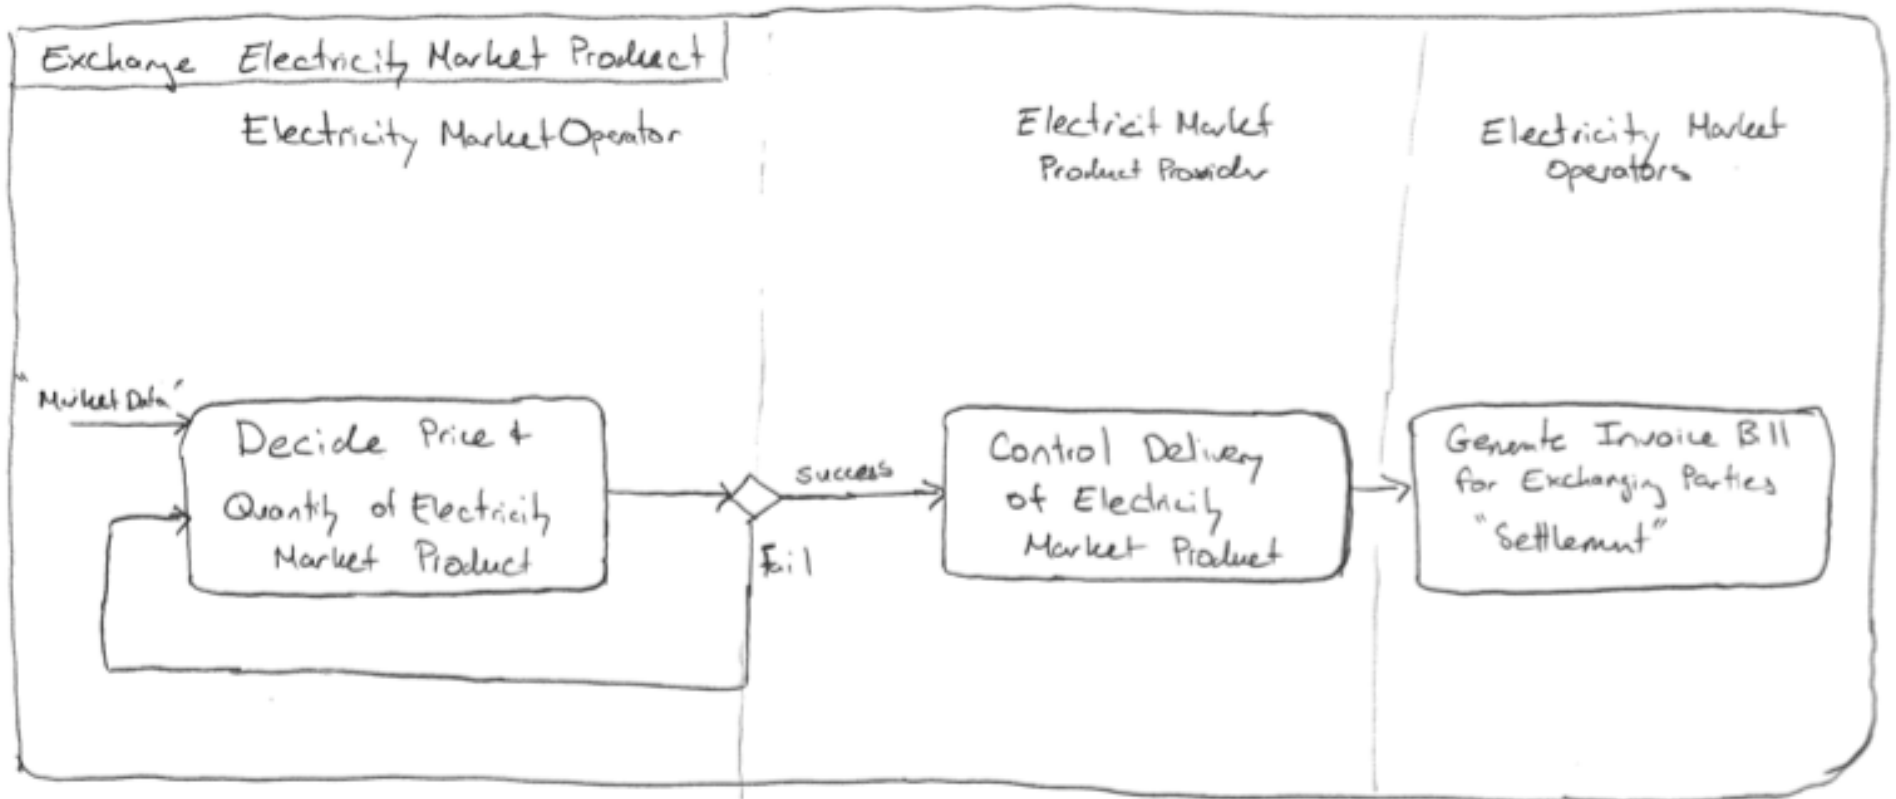 Exchange Electricity Market Product
Electricity Market Operator
Electricit Market
Product Provider
Electricity Market
Operators
"Market Data"
Decide Price &
Quantity of Electricity
Market Product
success
Fail
Control Delivery
of Electricity
Market Product
Generate Invoice Bill
for Exchanging Parties
"Settlement"